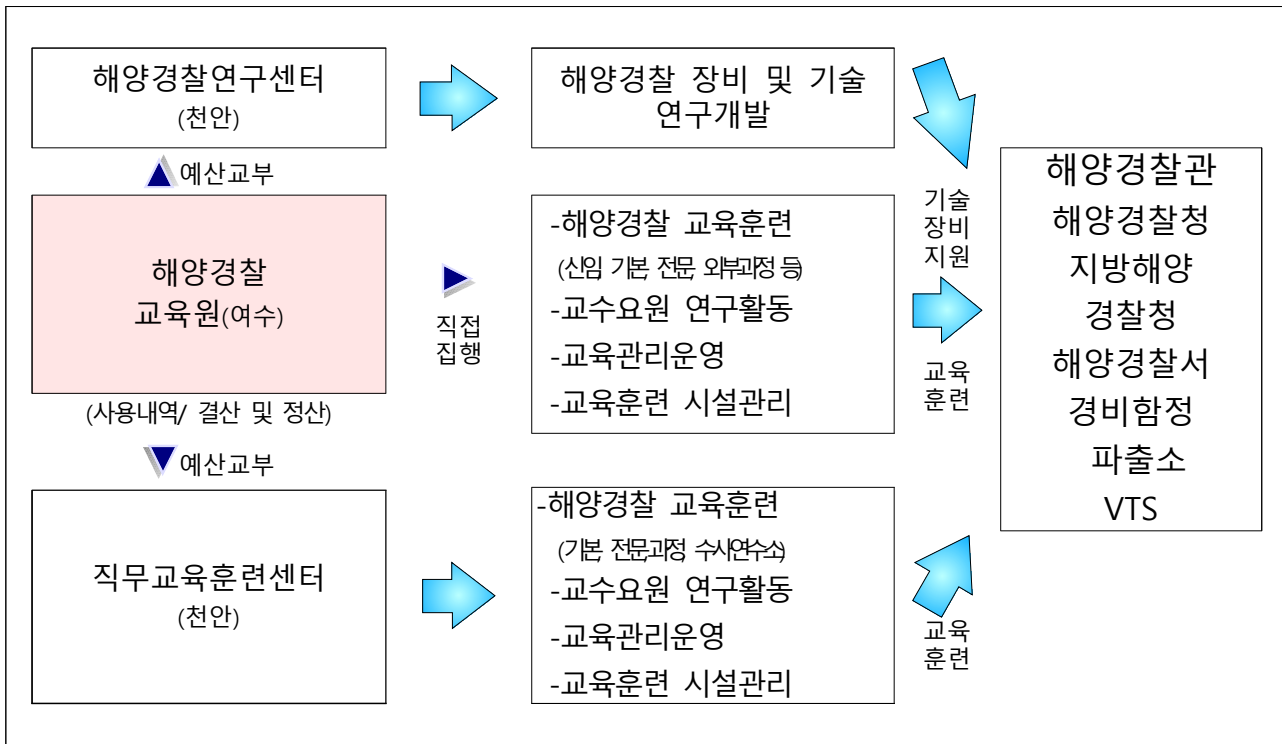 해양경찰연구센터
(천안)
해양경찰 장비 및 기술
연구개발
예산교부
해양경찰
교육원(여수)
(사용내역/ 결산 및 정산)
직접
집행
-해양경찰 교육훈련
(신임, 기본, 전문, 외부과정 등)
-교수요원 연구활동
-교육관리운영
-교육훈련 시설관리
기술
장비
지원
교육
훈련
해양경찰관
해양경찰청
지방해양
경찰청
해양경찰서
경비함정
파출소
VTS
예산교부
직무교육훈련센터
(천안)
-해양경찰 교육훈련
(기본, 전문과정, 수사연수소)
-교수요원 연구활동
-교육관리운영
-교육훈련 시설관리
교육
훈련